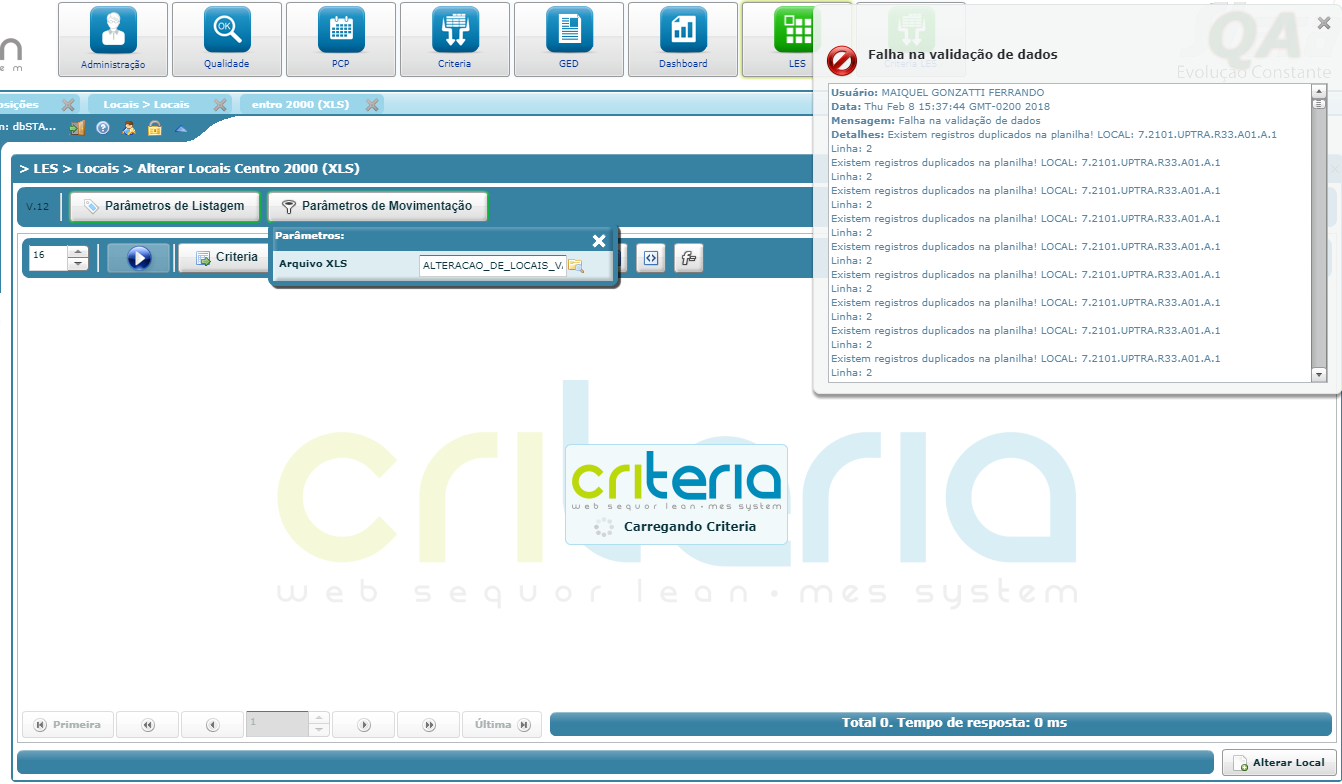 Administração
OK
Qualidade
PCP
Criteria
GED
Dashboard
LES
QA
Evolução Constante
Locais > Locais
entro 2000 (XLS)
n: dbSTA...
> LES > Locais > Alterar Locais Centro 2000 (XLS)
V.12
Parâmetros de Listagem
Parâmetros de Movimentação
16
Criteria
Parâmetros:
Arquivo XLS
ALTERACAO_DE_LOCAIS_V.
Falha na validação de dados
Usuário: MAIQUEL GONZATTI FERRANDO
Data: Thu Feb 8 15:37:44 GMT-0200 2018
Mensagem: Falha na validação de dados
Detalhes: Existem registros duplicados na planilha! LOCAL: 7.2101.UPTRA.R33.A01.A.1
Linha: 2
Existem registros duplicados na planilha! LOCAL: 7.2101.UPTRA.R33.A01.A.1
Linha: 2
Existem registros duplicados na planilha! LOCAL: 7.2101.UPTRA.R33.A01.A.1
Linha: 2
Existem registros duplicados na planilha! LOCAL: 7.2101.UPTRA.R33.A01.A.1
Linha: 2
Existem registros duplicados na planilha! LOCAL: 7.2101.UPTRA.R33.A01.A.1
Linha: 2
Existem registros duplicados na planilha! LOCAL: 7.2101.UPTRA.R33.A01.A.1
Linha: 2
Existem registros duplicados na planilha! LOCAL: 7.2101.UPTRA.R33.A01.A.1
Linha: 2
Existem registros duplicados na planilha! LOCAL: 7.2101.UPTRA.R33.A01.A.1
Linha: 2
Existem registros duplicados na planilha! LOCAL: 7.2101.UPTRA.R33.A01.A.1
Linha: 2
criteria
web sequor lean · mes system
criteria
web sequor lean · mes system
Carregando Criteria
Primeira
1
Última
Total 0. Tempo de resposta: 0 ms
Alterar Local